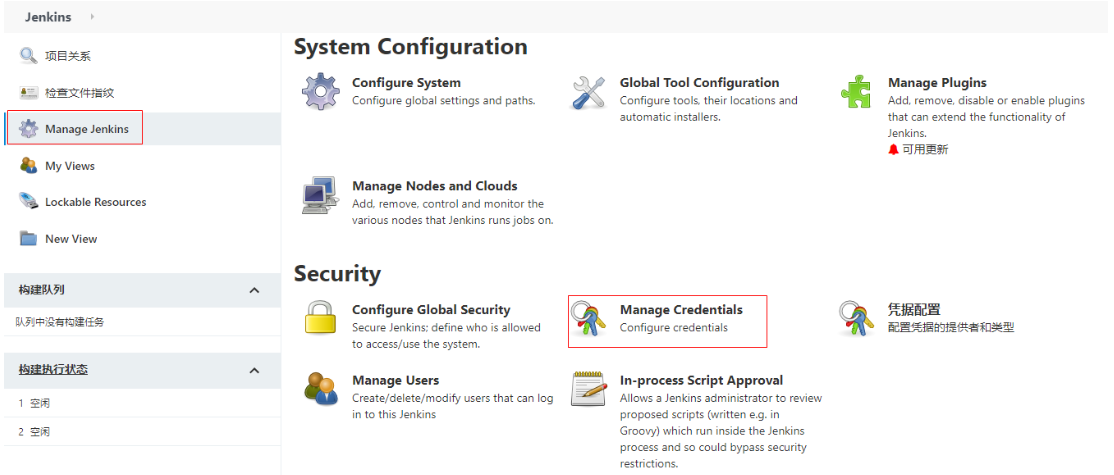 Jenkins
项目关系
检查文件指纹
Manage Jenkins
My Views
Lockable Resources
New View
构建队列
队列中没有构建任务
构建执行状态
1 空闲
2 空闲
System Configuration
Configure System
Configure global settings and paths.
Global Tool Configuration
Configure tools, their locations and
automatic installers.
Manage Plugins
Add, remove, disable or enable plugins
that can extend the functionality of
Jenkins.
可用更新
Manage Nodes and Clouds
Add, remove, control and monitor the
various nodes that Jenkins runs jobs on.
Security
Configure Global Security
Secure Jenkins; define who is allowed
to access/use the system.
Manage Credentials
Configure credentials
凭据配置
配置凭据的提供者和类型
Manage Users
Create/delete/modify users that can log
in to this Jenkins
In-process Script Approval
Allows a Jenkins administrator to review
proposed scripts (written e.g. in
Groovy) which run inside the Jenkins
process and so could bypass security
restrictions.